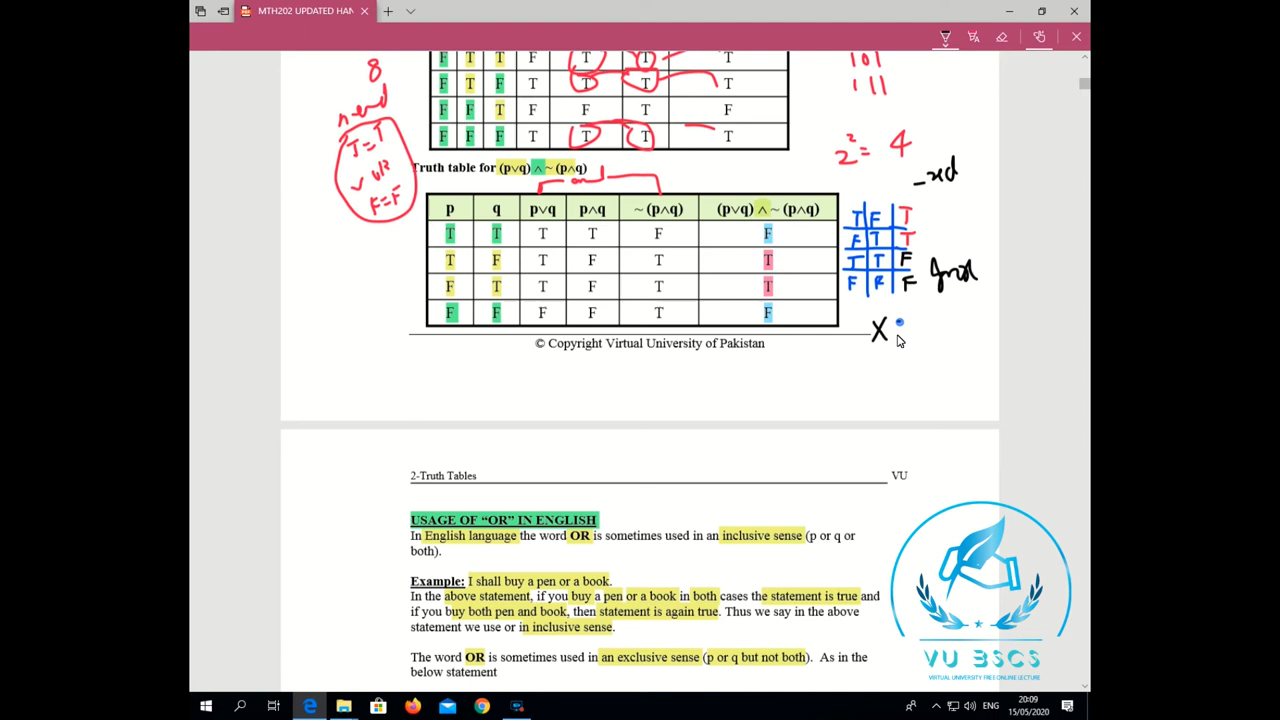 MTH202 UPDATED HAN
F T T F T T T
F T F T T T
F F T F F T F
F F F T T T T
8
T=T
F=F
101
111
2² = 4
Truth table for (p∨q) ∧ ~ (p∧q)
and
p q p∨q p∧q ~ (p∧q) (p∨q) ∧ ~ (p∧q)
T T T T F F
T F T F T T
F T T F T T
F F F F T F
T F T
F T T
T T F
F F F
X
© Copyright Virtual University of Pakistan
2-Truth Tables VU
USAGE OF “OR” IN ENGLISH
In English language the word OR is sometimes used in an inclusive sense (p or q or
both).
Example: I shall buy a pen or a book.
In the above statement, if you buy a pen or a book in both cases the statement is true and
if you buy both pen and book, then statement is again true. Thus we say in the above
statement we use or in inclusive sense.
The word OR is sometimes used in an exclusive sense (p or q but not both). As in the
below statement
VU BSCS
VIRTUAL UNIVERSITY FREE ONLINE LECTURE
ENG
20:09
15/05/2020